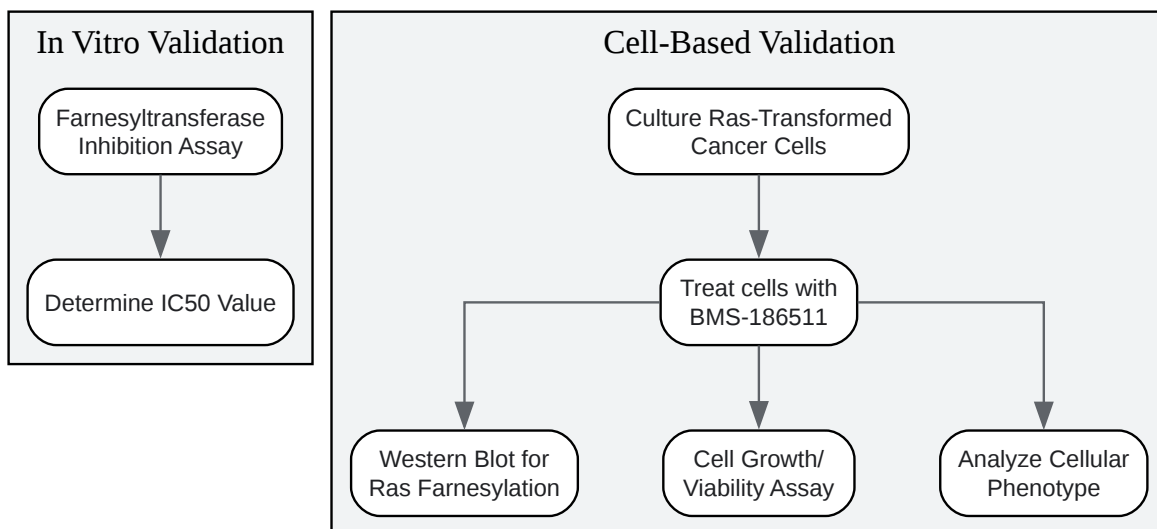 In Vitro Validation
Farnesyltransferase
Inhibition Assay
Determine IC50 Value
Cell-Based Validation
Culture Ras-Transformed
Cancer Cells
Treat cells with
BMS-186511
Western Blot for
Ras Farnesylation
Cell Growth/
Viability Assay
Analyze Cellular
Phenotype